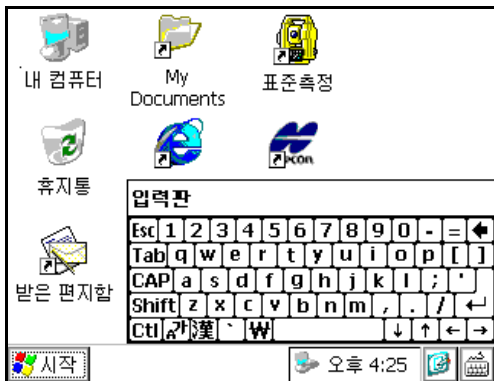 내 컴퓨터
My
Documents
표준측정
휴지통
받은 편지함
입력판
Esc 1 2 3 4 5 6 7 8 9 0 - =
Tab q w e r t y u i o p [ ]
CAP a s d f g h j k l ; '
Shift z x c v b n m , . / ↵
Ctl 가 漢 ` ₩ ↓ ↑ ← →
시작
오후 4:25